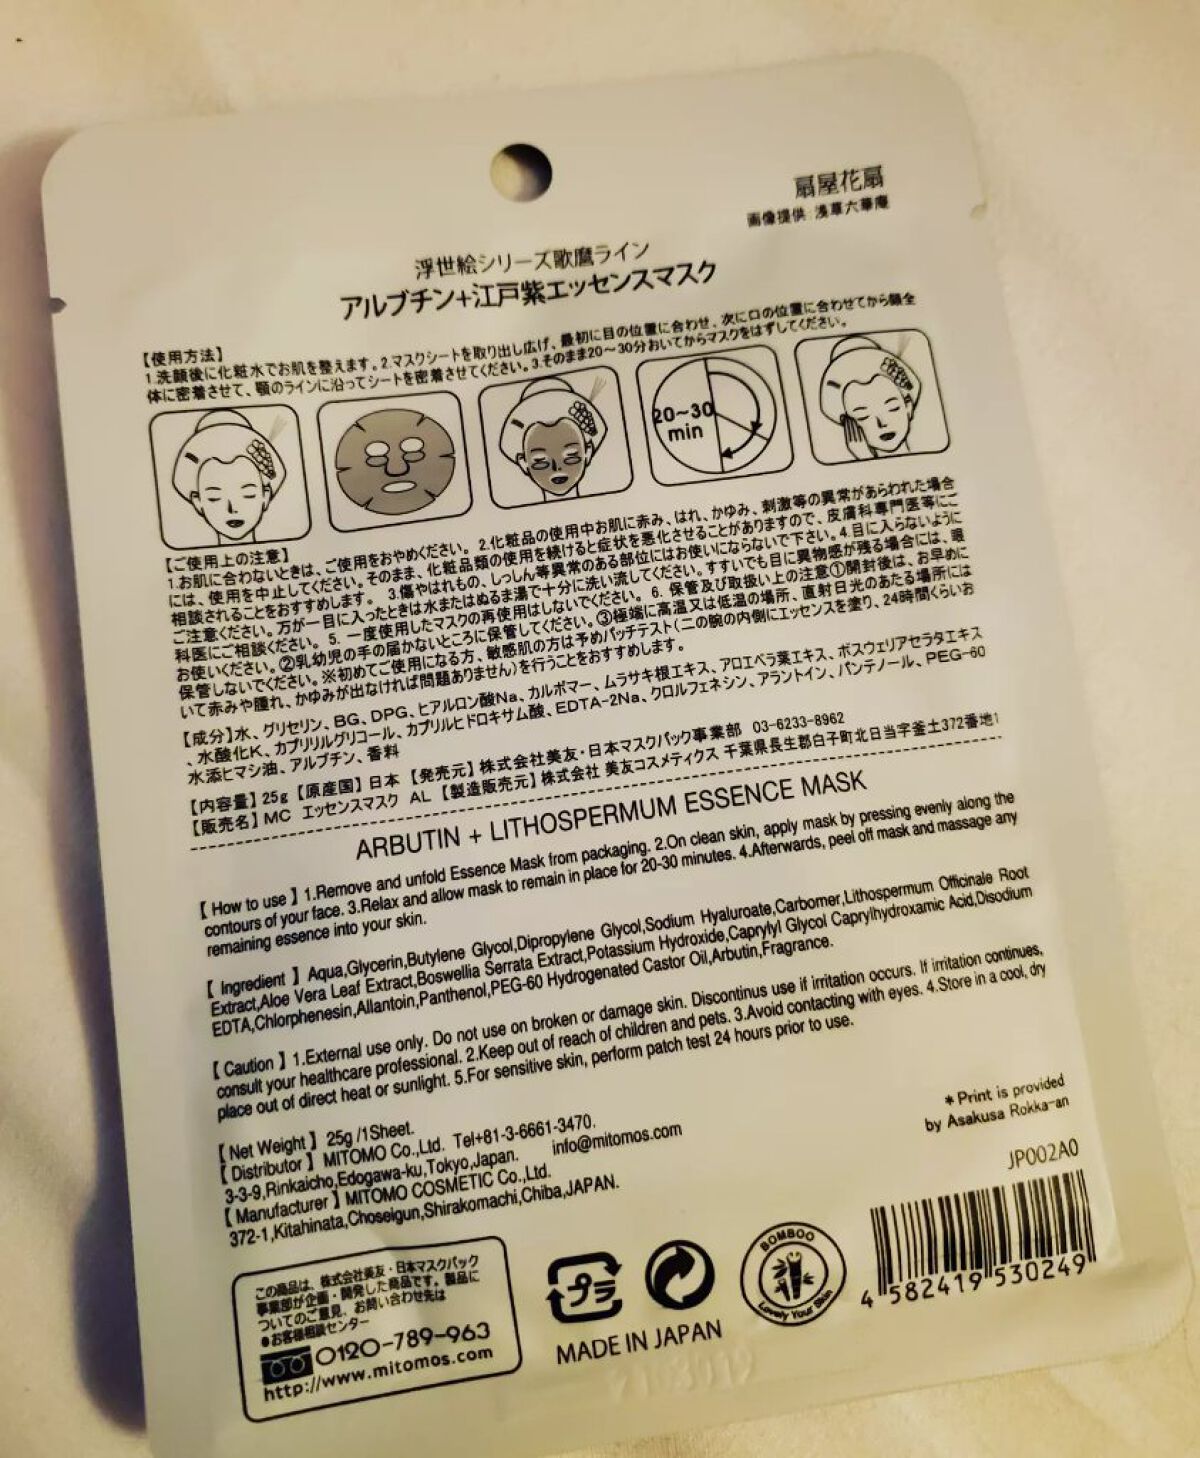 扇屋花扇
画像提供 浅草六華庵
浮世絵シリーズ歌麿ライン
アルブチン+江戸紫エッセンスマスク
【使用方法】
1.洗顔後に化粧水でお肌を整えます。2.マスクシートを取り出し広げ、最初に目の位置に合わせ、次に口の位置に合わせてから顔全
体に密着させて、顎のラインに沿ってシートを密着させてください。3.そのまま20～30分おいてからマスクをはずしてください。
20~30
min
【ご使用上の注意】
1.お肌に合わないときは、ご使用をおやめください。 2.化粧品の使用中お肌に赤み、はれ、かゆみ、刺激等の異常があらわれた場合
には、使用を中止してください。そのまま、化粧品類の使用を続けると症状を悪化させることがありますので、皮膚科専門医等にご
相談されることをおすすめします。 3.傷やはれもの、しっしん等異常のある部位にはお使いにならないで下さい。4.目に入らないように
ご注意ください。万が一目に入ったときは水またはぬるま湯で十分に洗い流してください。すすいでも目に異物感が残る場合には、眼
科医にご相談ください。 5. 一度使用したマスクの再使用はしないでください。 6. 保管及び取扱い上の注意①開封後は、お早めに
お使いください。②乳幼児の手の届かないところに保管してください。③極端に高温又は低温の場所、直射日光のあたる場所には
保管しないでください。※初めてご使用になる方、敏感肌の方は予めパッチテスト(二の腕の内側にエッセンスを塗り、24時間くらいお
いて赤みや腫れ、かゆみが出なければ問題ありません)を行うことをおすすめします。
【成分】水、グリセリン、BG、DPG、ヒアルロン酸Na、カルボマー、ムラサキ根エキス、アロエベラ葉エキス、ボスウェリアセラタエキス
、水酸化K、カプリリルグリコール、カプリルヒドロキサム酸、EDTA-2Na、クロルフェネシン、アラントイン、パンテノール、PEG-60
水添ヒマシ油、アルブチン、香料
【内容量】25g【原産国】日本 【発売元】株式会社美友・日本マスクパック事業部 03-6233-8962
【販売名】MC エッセンスマスク AL 【製造販売元】株式会社 美友コスメティクス 千葉県長生郡白子町北日当字釜土372番地1
ARBUTIN + LITHOSPERMUM ESSENCE MASK
【 How to use 】1.Remove and unfold Essence Mask from packaging. 2.On clean skin, apply mask by pressing evenly along the
contours of your face. 3.Relax and allow mask to remain in place for 20-30 minutes. 4.Afterwards, peel off mask and massage any
remaining essence into your skin.
【 Ingredient 】 Aqua,Glycerin,Butylene Glycol,Dipropylene Glycol,Sodium Hyaluroate,Carbomer,Lithospermum Officinale Root
Extract,Aloe Vera Leaf Extract,Boswellia Serrata Extract,Potassium Hydroxide,Caprylyl Glycol Caprylhydroxamic Acid,Disodium
EDTA,Chlorphenesin,Allantoin,Panthenol,PEG-60 Hydrogenated Castor Oil,Arbutin,Fragrance.
【 Caution 】1.External use only. Do not use on broken or damage skin. Discontinus use if irritation occurs. If irritation continues,
consult your healthcare professional. 2.Keep out of reach of children and pets. 3.Avoid contacting with eyes. 4.Store in a cool, dry
place out of direct heat or sunlight. 5.For sensitive skin, perform patch test 24 hours prior to use.
【 Net Weight 】 25g /1Sheet.
【 Distributor 】 MITOMO Co.,Ltd. Tel+81-3-6661-3470.
3-3-9,Rinkaicho,Edogawa-ku,Tokyo,Japan. info@mitomos.com
【 Manufacturer 】MITOMO COSMETIC Co.,Ltd.
372-1,Kitahinata,Choseigun,Shirakomachi,Chiba,JAPAN.
*Print is provided
by Asakusa Rokka-an
JP002A0
この商品は、株式会社美友・日本マスクパック
事業部が企画・開発した商品です。製品に
ついてのご意見、お問い合わせ先は
●お客様相談センター
0120-789-963
http://www.mitomos.com
プラ
MADE IN JAPAN
BOMBOO
Lovely Your Skin
4 582419 530249